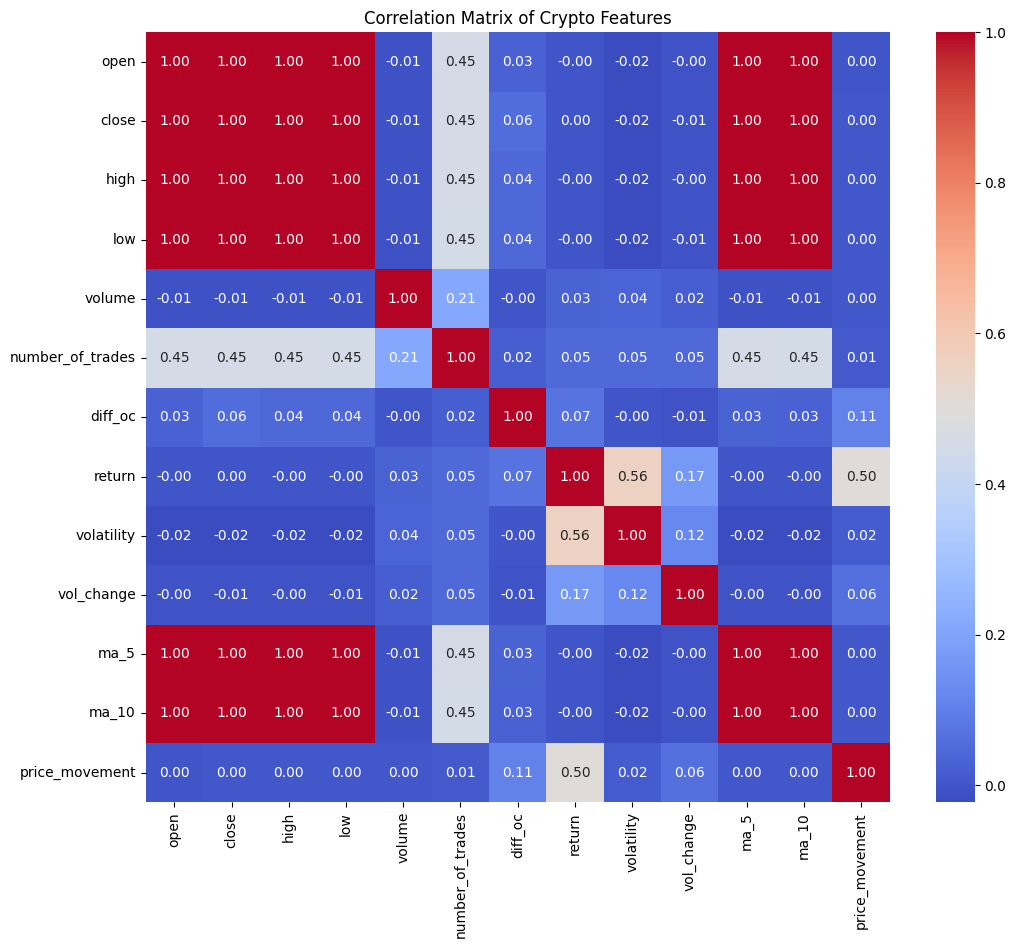 Correlation Matrix of Crypto Features
open 1.00 1.00 1.00 1.00 -0.01 0.45 0.03 -0.00 -0.02 -0.00 1.00 1.00 0.00
close 1.00 1.00 1.00 1.00 -0.01 0.45 0.06 0.00 -0.02 -0.01 1.00 1.00 0.00
high 1.00 1.00 1.00 1.00 -0.01 0.45 0.04 -0.00 -0.02 -0.00 1.00 1.00 0.00
low 1.00 1.00 1.00 1.00 -0.01 0.45 0.04 -0.00 -0.02 -0.01 1.00 1.00 0.00
volume -0.01 -0.01 -0.01 -0.01 1.00 0.21 -0.00 0.03 0.04 0.02 -0.01 -0.01 0.00
number_of_trades 0.45 0.45 0.45 0.45 0.21 1.00 0.02 0.05 0.05 0.05 0.45 0.45 0.01
diff_oc 0.03 0.06 0.04 0.04 -0.00 0.02 1.00 0.07 -0.00 -0.01 0.03 0.03 0.11
return -0.00 0.00 -0.00 -0.00 0.03 0.05 0.07 1.00 0.56 0.17 -0.00 -0.00 0.50
volatility -0.02 -0.02 -0.02 -0.02 0.04 0.05 -0.00 0.56 1.00 0.12 -0.02 -0.02 0.02
vol_change -0.00 -0.01 -0.00 -0.01 0.02 0.05 -0.01 0.17 0.12 1.00 -0.00 -0.00 0.06
ma_5 1.00 1.00 1.00 1.00 -0.01 0.45 0.03 -0.00 -0.02 -0.00 1.00 1.00 0.00
ma_10 1.00 1.00 1.00 1.00 -0.01 0.45 0.03 -0.00 -0.02 -0.00 1.00 1.00 0.00
price_movement 0.00 0.00 0.00 0.00 0.00 0.01 0.11 0.50 0.02 0.06 0.00 0.00 1.00
open close high low volume number_of_trades diff_oc return volatility vol_change ma_5 ma_10 price_movement
1.0
0.8
0.6
0.4
0.2
0.0